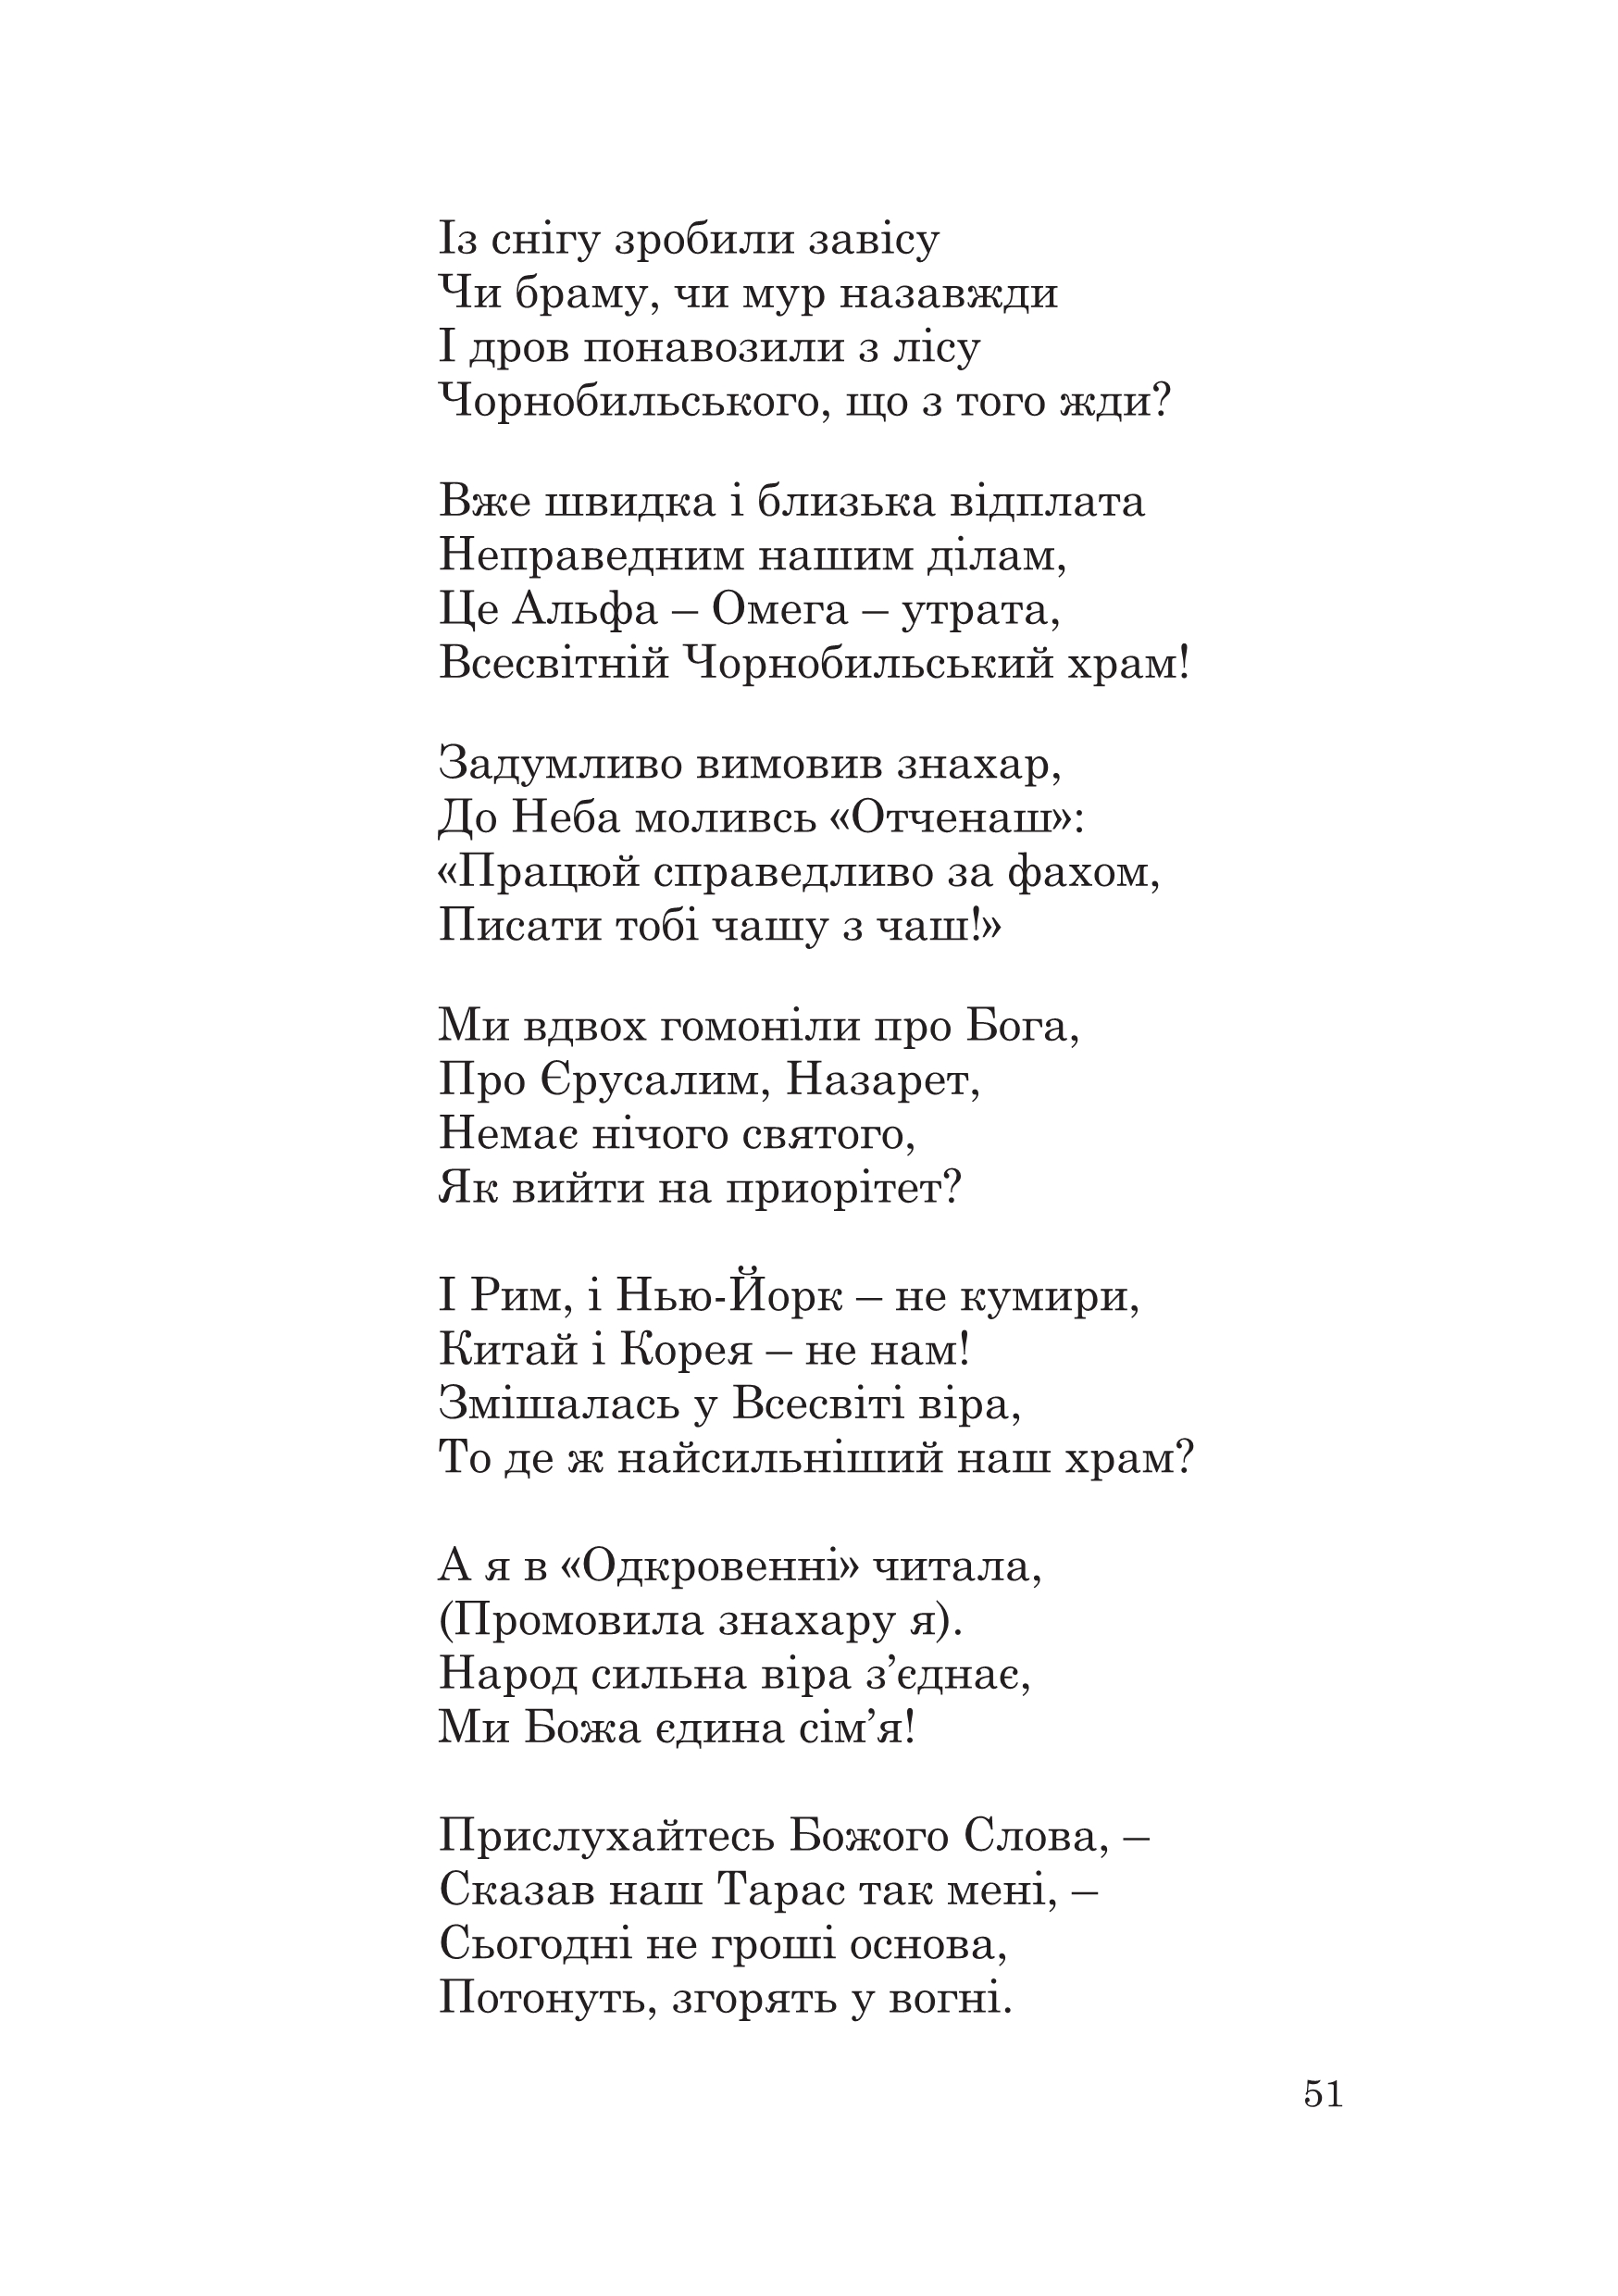 Із снігу зробили завісу
Чи браму, чи мур назавжди
І дров понавозили з лісу
Чорнобильського, що з того жди?
Вже швидка і близька відплата
Неправедним нашим ділам,
Це Альфа – Омега – утрата,
Всесвітній Чорнобильський храм!
Задумливо вимовив знахар,
До Неба моливсь «Отченаш»:
«Працюй справедливо за фахом,
Писати тобі чашу з чаш!»
Ми вдвох гомоніли про Бога,
Про Єрусалим, Назарет,
Немає нічого святого,
Як вийти на приорітет?
І Рим, і Нью-Йорк – не кумири,
Китай і Корея – не нам!
Змішалась у Всесвіті віра,
То де ж найсильніший наш храм?
А я в «Одкровенні» читала,
(Промовила знахару я).
Народ сильна віра з’єднає,
Ми Божа єдина сім’я!
Прислухайтесь Божого Слова, –
Сказав наш Тарас так мені, –
Сьогодні не гроші основа,
Потонуть, згорять у вогні.
51